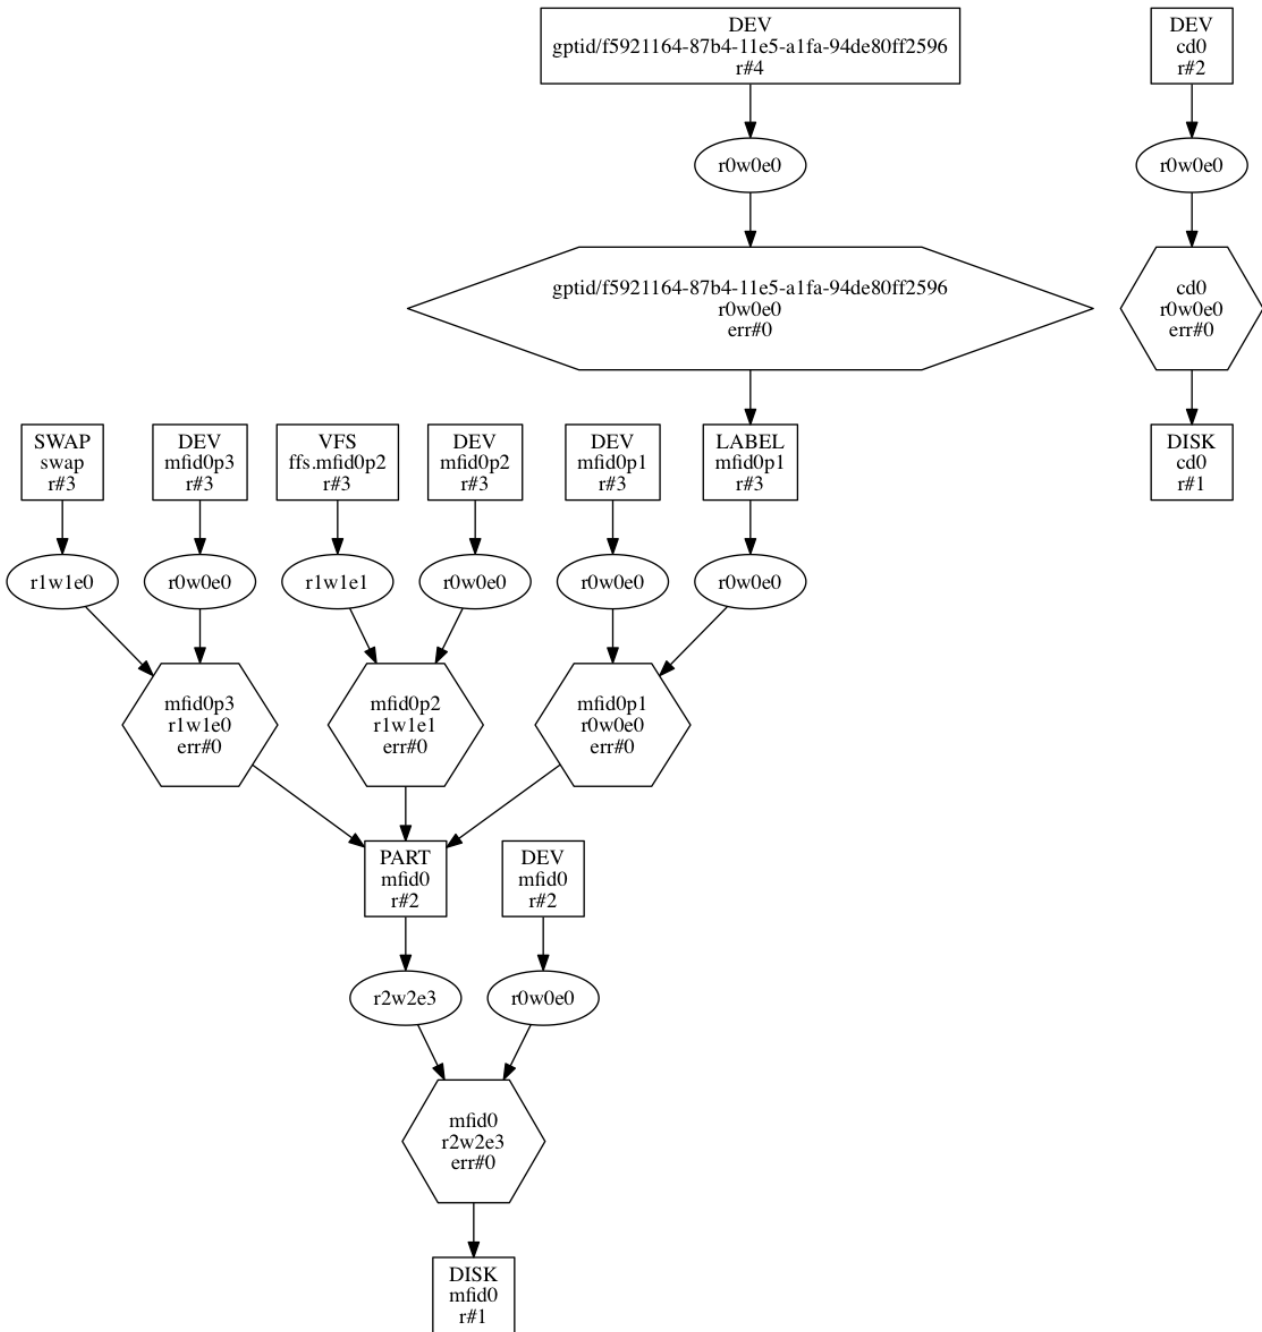 DEV
gptid/f5921164-87b4-11e5-a1fa-94de80ff2596
r#4
DEV
cd0
r#2
r0w0e0
r0w0e0
gptid/f5921164-87b4-11e5-a1fa-94de80ff2596
r0w0e0
err#0
cd0
r0w0e0
err#0
SWAP
swap
r#3
DEV
mfid0p3
r#3
VFS
ffs.mfid0p2
r#3
DEV
mfid0p2
r#3
DEV
mfid0p1
r#3
LABEL
mfid0p1
r#3
DISK
cd0
r#1
r1w1e0
r0w0e0
r1w1e1
r0w0e0
r0w0e0
r0w0e0
mfid0p3
r1w1e0
err#0
mfid0p2
r1w1e1
err#0
mfid0p1
r0w0e0
err#0
PART
mfid0
r#2
DEV
mfid0
r#2
r2w2e3
r0w0e0
mfid0
r2w2e3
err#0
DISK
mfid0
r#1